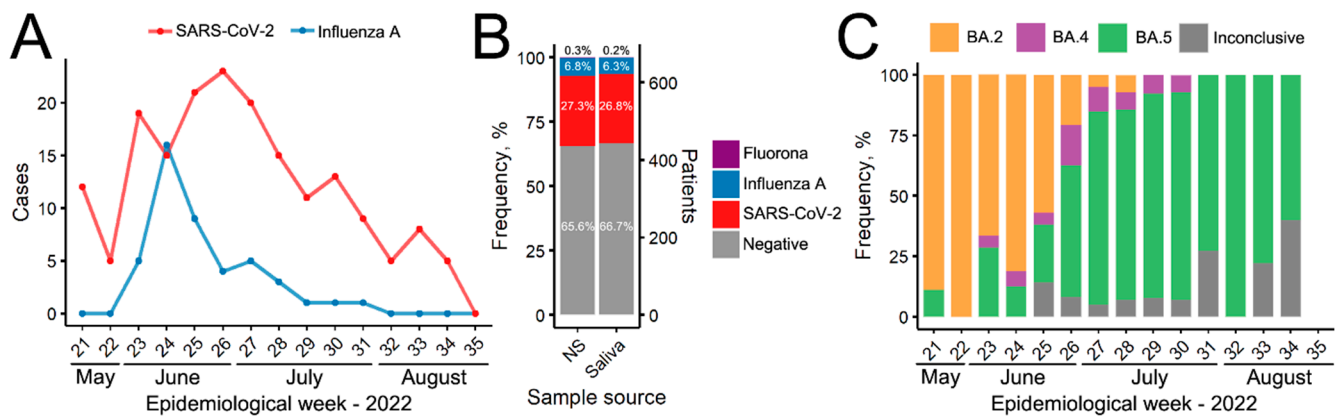 A
SARS-CoV-2
Influenza A
Cases
20
15
10
5
0
21 22 23 24 25 26 27 28 29 30 31 32 33 34 35
May June July August
Epidemiological week - 2022
B
0.3% 0.2%
6.8% 6.3%
27.3% 26.8%
65.6% 66.7%
Frequency, %
100
75
50
25
0
Patients
600
400
200
0
NS Saliva
Sample source
Fluorona
Influenza A
SARS-CoV-2
Negative
C
BA.2 BA.4 BA.5 Inconclusive
Frequency, %
100
75
50
25
0
21 22 23 24 25 26 27 28 29 30 31 32 33 34 35
May June July August
Epidemiological week - 2022